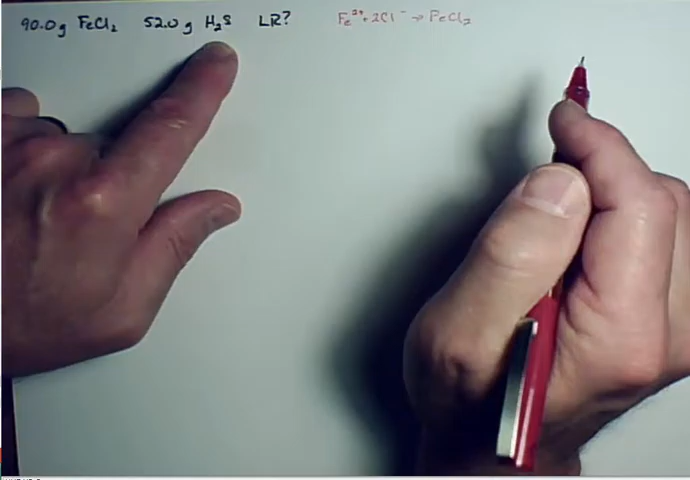 90.0g FeCl₂ 52.0g H₂S LR? Fe²⁺ + 2Cl⁻ → FeCl₂